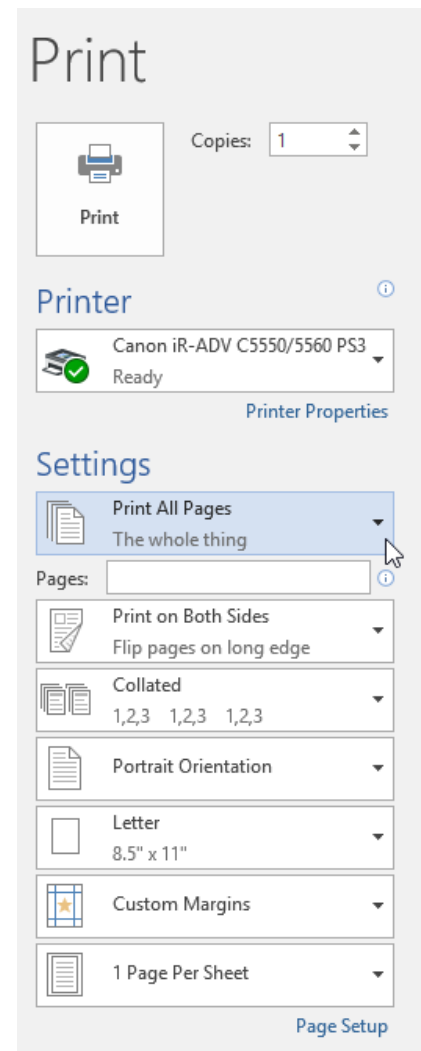 Print
Copies: 1
Print
Printer
Canon iR-ADV C5550/5560 PS3
Ready
Printer Properties
Settings
Print All Pages
The whole thing
Pages:
Print on Both Sides
Flip pages on long edge
Collated
1,2,3 1,2,3 1,2,3
Portrait Orientation
Letter
8.5" x 11"
Custom Margins
1 Page Per Sheet
Page Setup